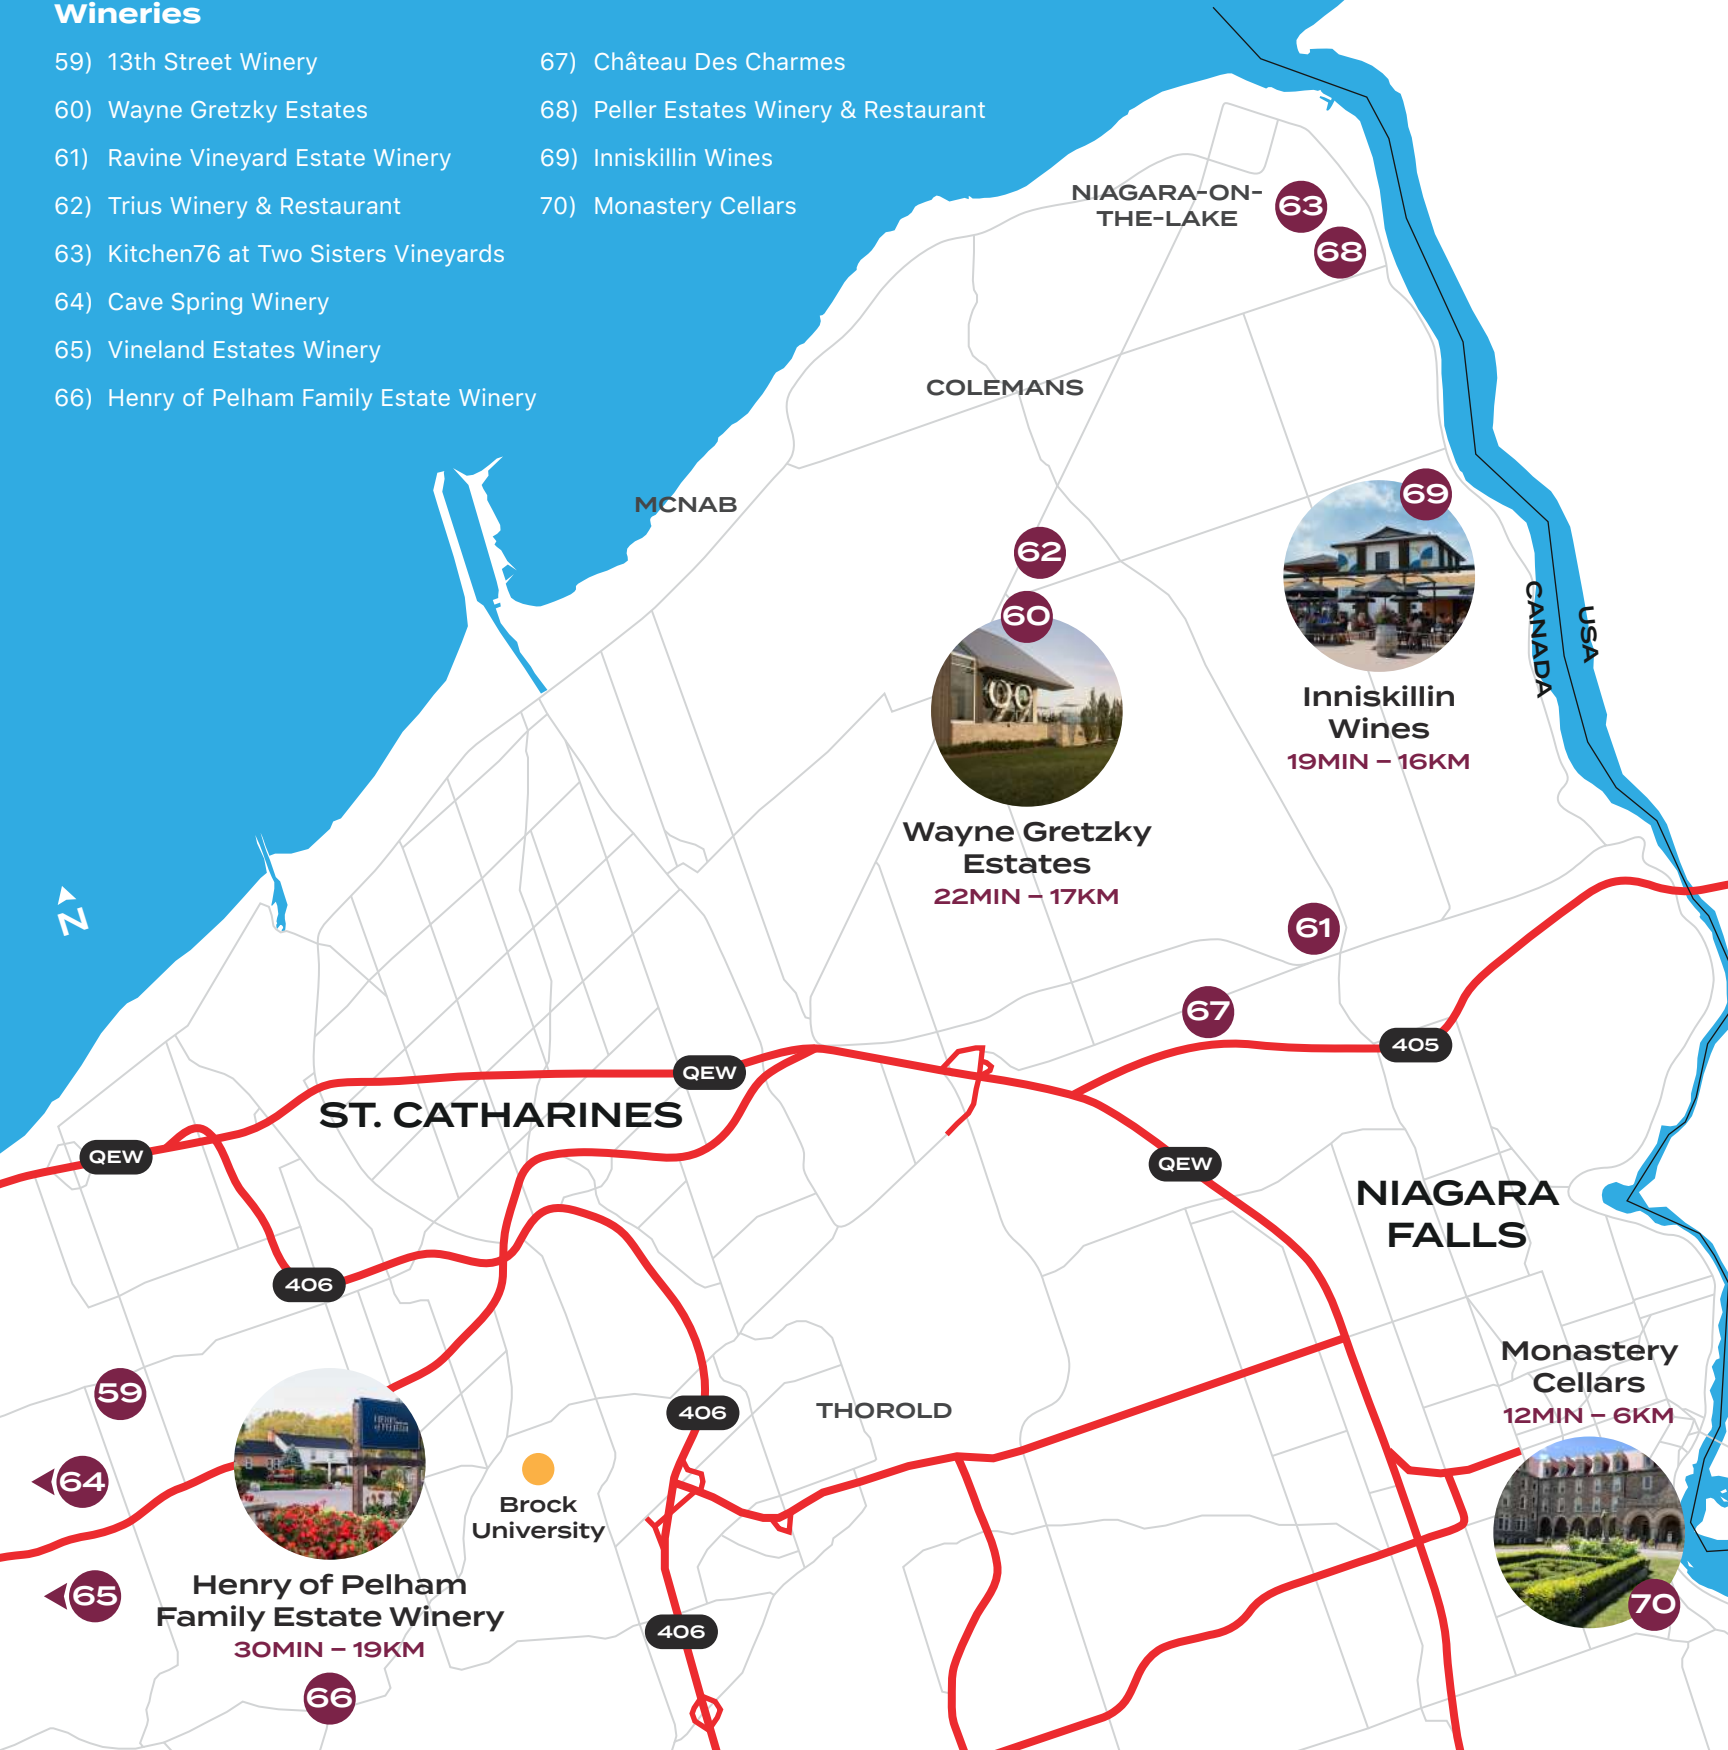 Wineries
59) 13th Street Winery
60) Wayne Gretzky Estates
61) Ravine Vineyard Estate Winery
62) Trius Winery & Restaurant
63) Kitchen76 at Two Sisters Vineyards
64) Cave Spring Winery
65) Vineland Estates Winery
66) Henry of Pelham Family Estate Winery
67) Château Des Charmes
68) Peller Estates Winery & Restaurant
69) Inniskillin Wines
70) Monastery Cellars
NIAGARA-ON-
THE-LAKE
63
68
COLEMANS
MCNAB
69
62
60
99
CANADA
USA
Inniskillin
Wines
19MIN – 16KM
Wayne Gretzky
Estates
22MIN – 17KM
N
61
67
405
QEW
ST. CATHARINES
QEW
QEW
NIAGARA
FALLS
406
Monastery
Cellars
12MIN – 6KM
59
406
THOROLD
64
HENRY
of PELHAM
Brock
University
65
Henry of Pelham
Family Estate Winery
30MIN – 19KM
70
406
66